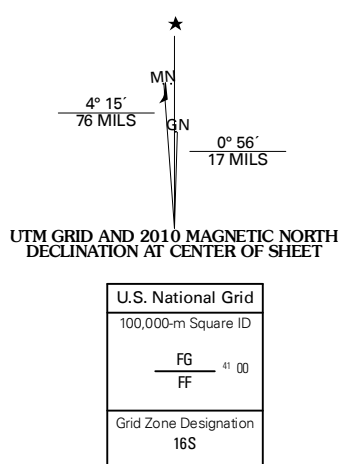 MN
4° 15´
76 MILS
GN
0° 56´
17 MILS
UTM GRID AND 2010 MAGNETIC NORTH
DECLINATION AT CENTER OF SHEET
U.S. National Grid
100,000-m Square ID
FG
41 00
FF
Grid Zone Designation
16S